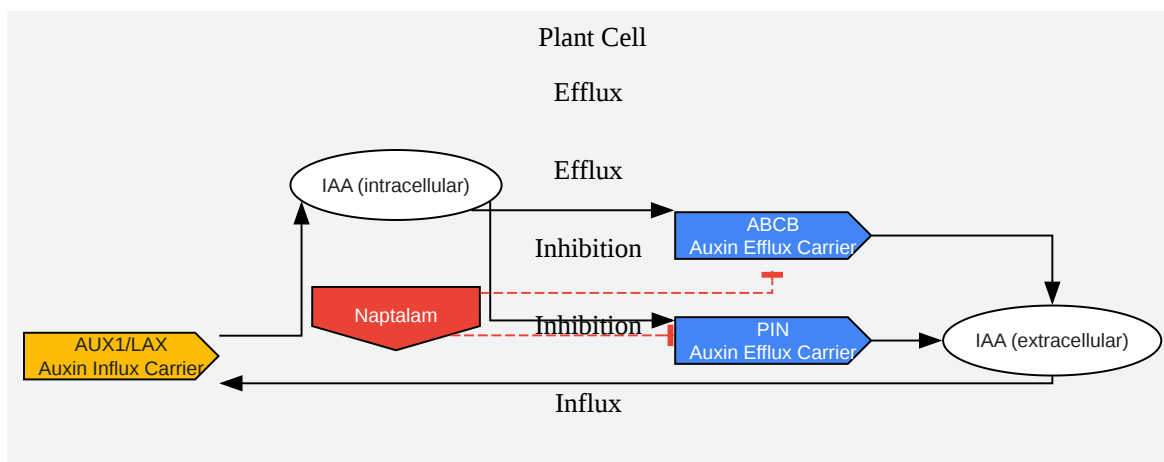 Plant Cell
Efflux
Efflux
IAA (intracellular)
ABCB
Auxin Efflux Carrier
Inhibition
Naptalam
Inhibition
PIN
Auxin Efflux Carrier
IAA (extracellular)
AUX1/LAX
Auxin Influx Carrier
Influx